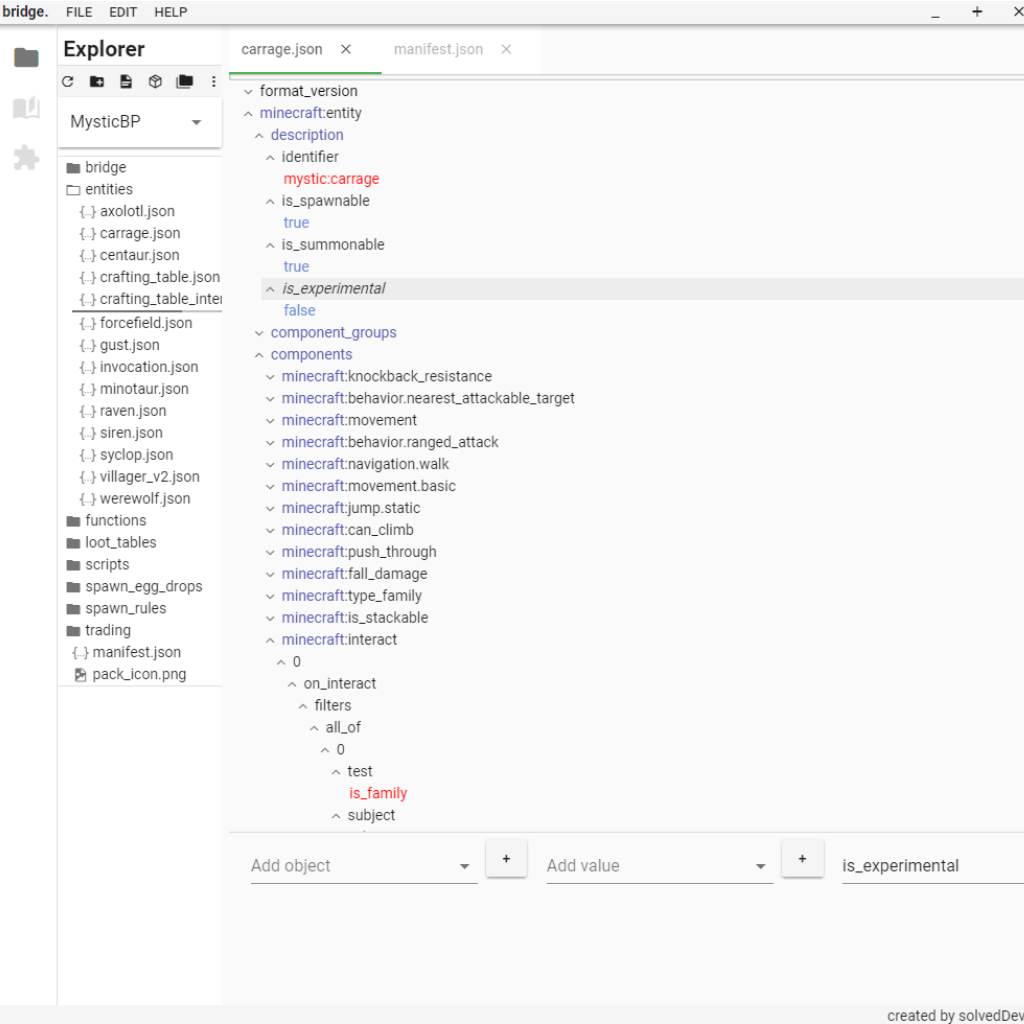 bridge. FILE EDIT HELP
Explorer
MysticBP
bridge
entities
{..} axolotl.json
{..} carrage.json
{..} centaur.json
{..} crafting_table.json
{..} crafting_table_inter
{..} forcefield.json
{..} gust.json
{..} invocation.json
{..} minotaur.json
{..} raven.json
{..} siren.json
{..} syclop.json
{..} villager_v2.json
{..} werewolf.json
functions
loot_tables
scripts
spawn_egg_drops
spawn_rules
trading
{..} manifest.json
pack_icon.png
carrage.json manifest.json
format_version
minecraft:entity
description
identifier
mystic:carrage
is_spawnable
true
is_summonable
true
is_experimental
false
component_groups
components
minecraft:knockback_resistance
minecraft:behavior.nearest_attackable_target
minecraft:movement
minecraft:behavior.ranged_attack
minecraft:navigation.walk
minecraft:movement.basic
minecraft:jump.static
minecraft:can_climb
minecraft:push_through
minecraft:fall_damage
minecraft:type_family
minecraft:is_stackable
minecraft:interact
0
on_interact
filters
all_of
0
test
is_family
subject
Add object + Add value + is_experimental
created by solvedDev